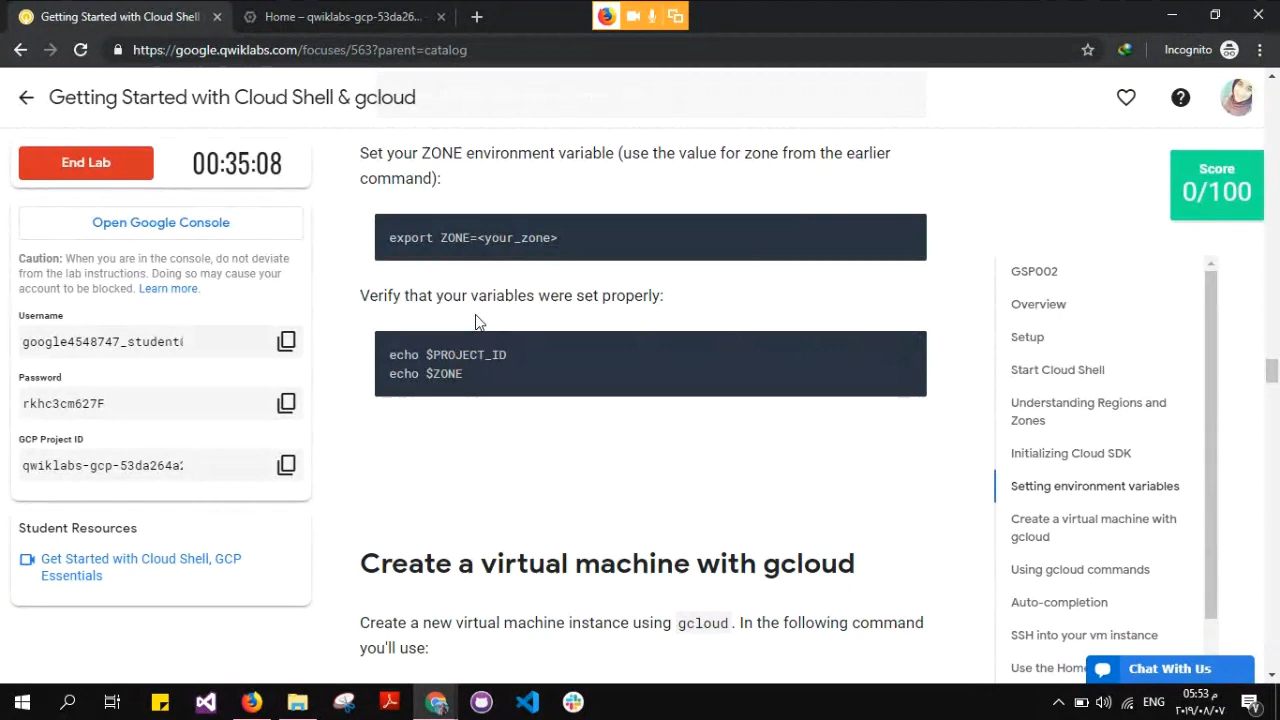 Getting Started with Cloud Shell
Home – qwiklabs-gcp-53da26...
https://google.qwiklabs.com/focuses/563?parent=catalog
Incognito
Getting Started with Cloud Shell & gcloud
End Lab
00:35:08
Open Google Console
Caution: When you are in the console, do not deviate
from the lab instructions. Doing so may cause your
account to be blocked. Learn more.
Username
google4548747_student
Password
rkhc3cm627F
GCP Project ID
qwiklabs-gcp-53da264a
Student Resources
Get Started with Cloud Shell, GCP
Essentials
Set your ZONE environment variable (use the value for zone from the earlier
command):
export ZONE=<your_zone>
Verify that your variables were set properly:
echo $PROJECT_ID
echo $ZONE
Create a virtual machine with gcloud
Create a new virtual machine instance using gcloud. In the following command
you'll use:
Score
0/100
GSP002
Overview
Setup
Start Cloud Shell
Understanding Regions and
Zones
Initializing Cloud SDK
Setting environment variables
Create a virtual machine with
gcloud
Using gcloud commands
Auto-completion
SSH into your vm instance
Use the Home
Chat With Us
ENG
05:53 م
٢٠١٩/٠٨/٠٧